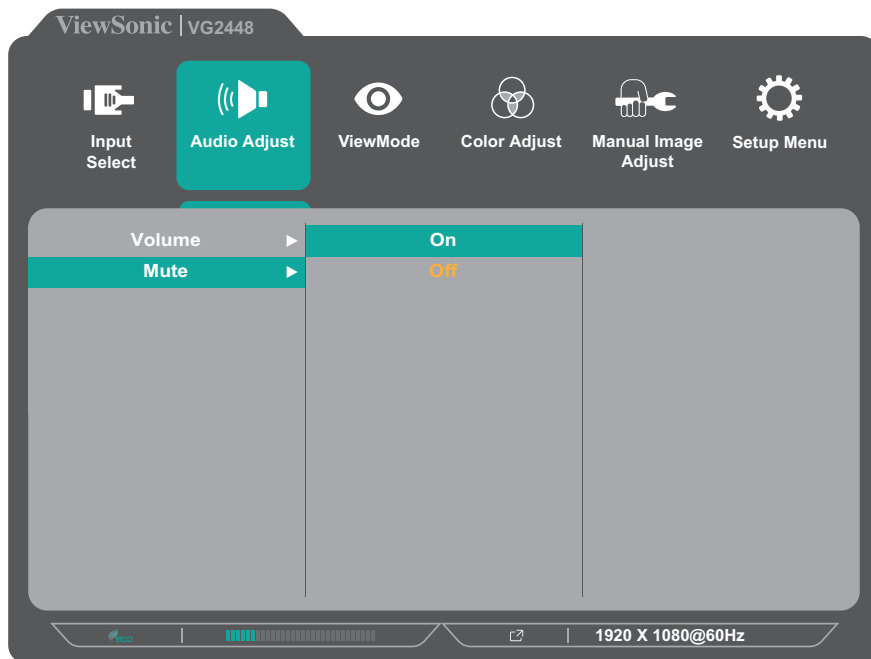 ViewSonic | VG2448
Input
Select
Audio Adjust
ViewMode
Color Adjust
Manual Image
Adjust
Setup Menu
Volume
On
Mute
Off
eco
1920 X 1080@60Hz